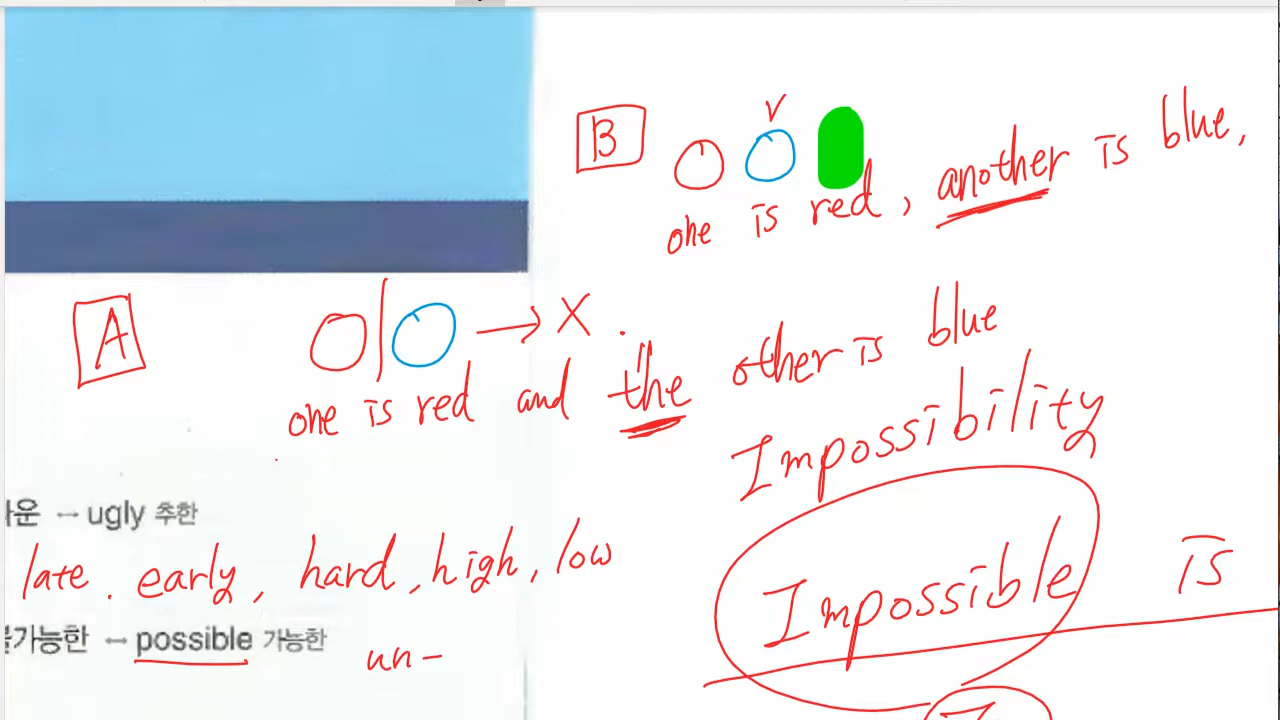 B
one is red, another is blue,
A
→ X.
one is red and the other is blue
Impossibility
운 ↔ ugly 추한
late. early, hard, high, low
Impossible is
가능한 ↔ possible 가능한
un-